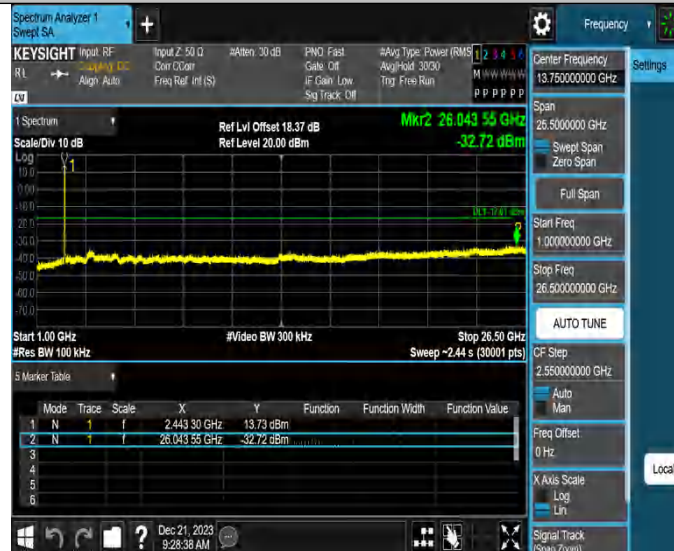 Spectrum Analyzer 1
Swept SA
+
Frequency
KEYSIGHT
Input: RF
Coupling: DC
Align: Auto
Input Z: 50 Ω
Corr CCorr
Freq Ref: Int (S)
#Atten: 30 dB
PNO: Fast
Gate: Off
IF Gain: Low
Sig Track: Off
#Avg Type: Power (RMS
Avg|Hold: 30/30
Trig: Free Run
1 2 3 4 5 6
M W W W W W
P P P P P P
RL
LXI
1 Spectrum
Scale/Div 10 dB
Ref Lvl Offset 18.37 dB
Ref Level 20.00 dBm
Mkr2 26.043 55 GHz
-32.72 dBm
Log
1
10.0
0.00
-10.0
DL1 -17.01 dBm
-20.0
-30.0
-40.0
-50.0
-60.0
-70.0
Start 1.00 GHz
#Video BW 300 kHz
Stop 26.50 GHz
#Res BW 100 kHz
Sweep ~2.44 s (30001 pts)
5 Marker Table
Mode Trace Scale X Y Function Function Width Function Value
1 N 1 f 2.443 30 GHz 13.73 dBm
2 N 1 f 26.043 55 GHz -32.72 dBm
3
4
5
6
?
Dec 21, 2023
9:28:38 AM
Center Frequency
13.750000000 GHz
Settings
Span
25.5000000 GHz
Swept Span
Zero Span
Full Span
Start Freq
1.000000000 GHz
Stop Freq
26.500000000 GHz
AUTO TUNE
CF Step
2.550000000 GHz
Auto
Man
Freq Offset
0 Hz
Local
X Axis Scale
Log
Lin
Signal Track
(Span Zoom)